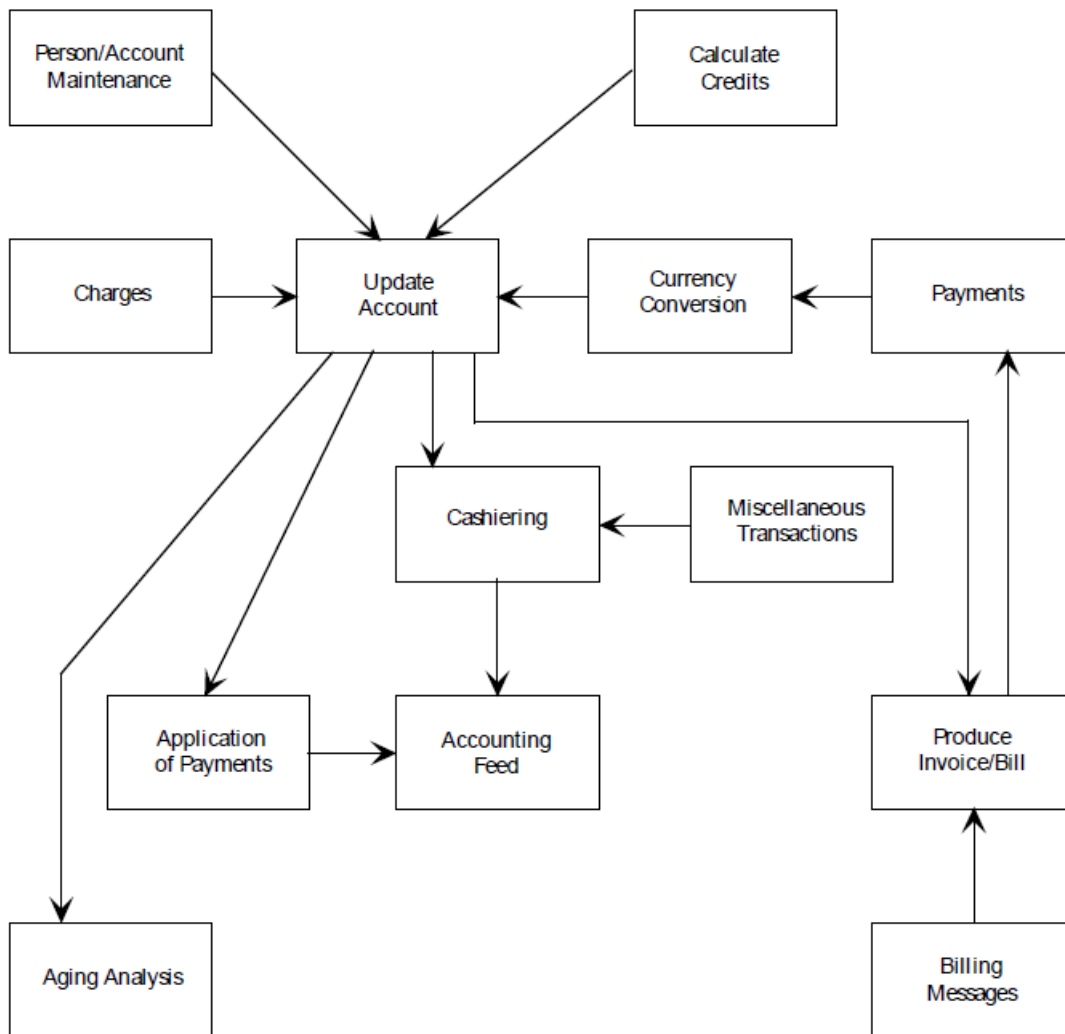 Person/Account
Maintenance
Calculate
Credits
Charges
Update
Account
Currency
Conversion
Payments
Cashiering
Miscellaneous
Transactions
Application
of Payments
Accounting
Feed
Produce
Invoice/Bill
Aging Analysis
Billing
Messages